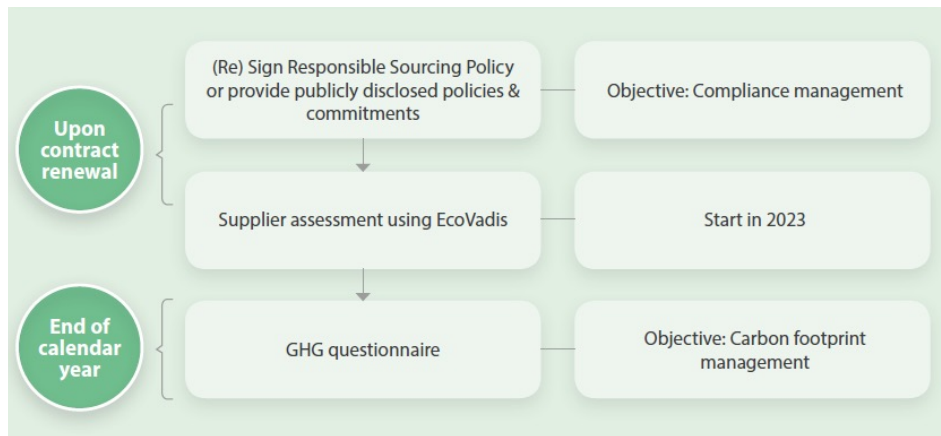 Upon
contract
renewal
(Re) Sign Responsible Sourcing Policy
or provide publicly disclosed policies &
commitments
Objective: Compliance management
Supplier assessment using EcoVadis
Start in 2023
End of
calendar
year
GHG questionnaire
Objective: Carbon footprint
management